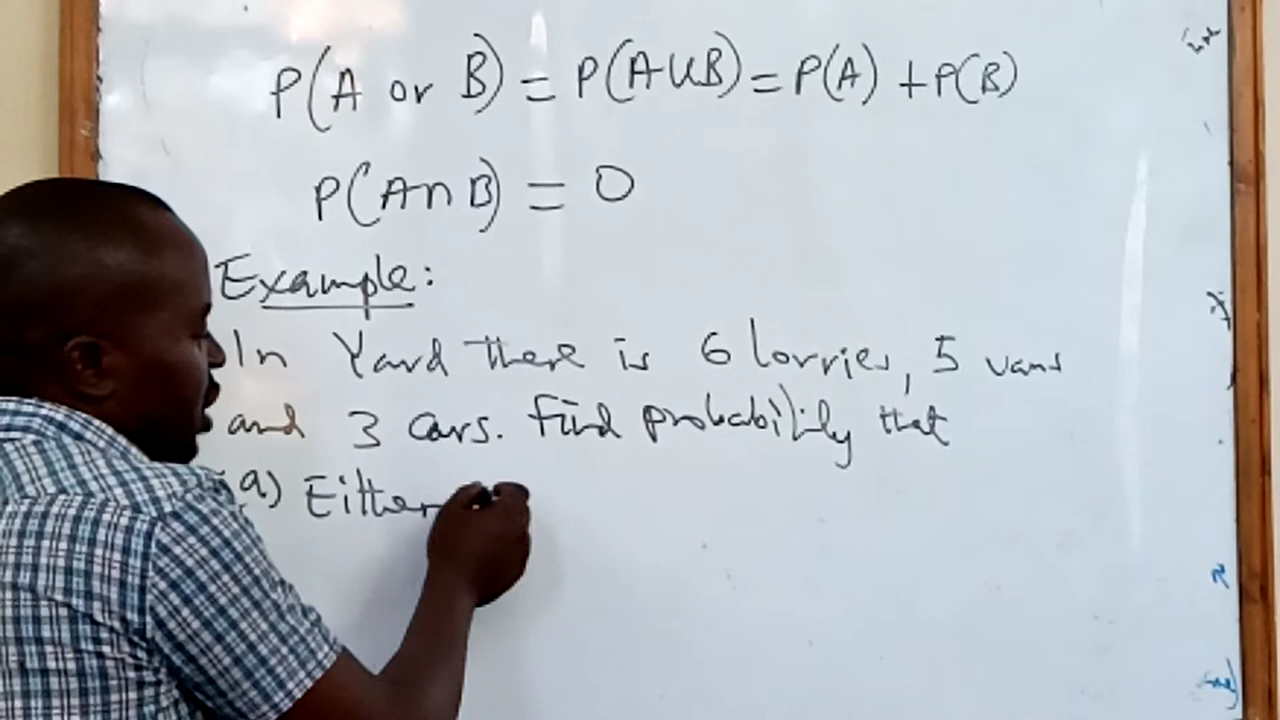 P(A or B) = P(A∪B) = P(A) + P(B)
P(A∩B) = 0
Example:
In Yard there is 6 lorries, 5 vans
and 3 cars. Find probability that
(a) Either